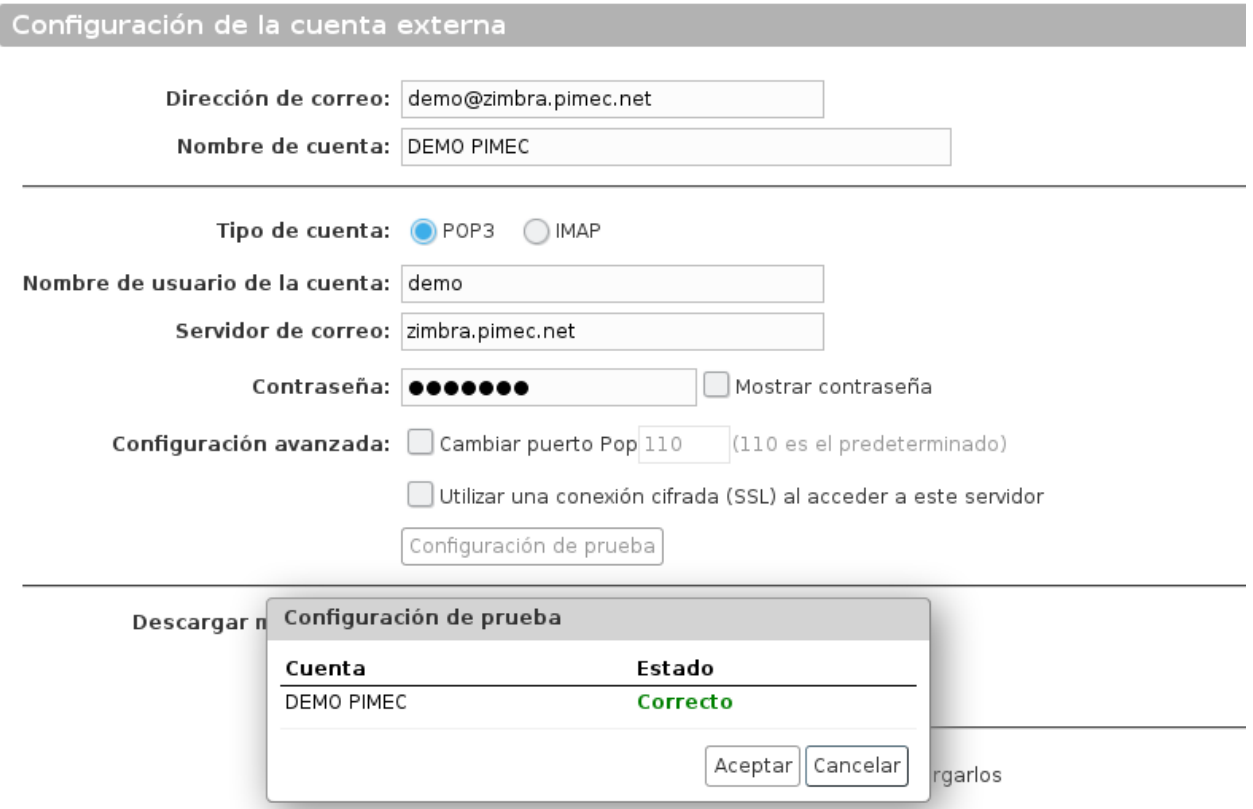 Configuración de la cuenta externa
Dirección de correo: demo@zimbra.pimec.net
Nombre de cuenta: DEMO PIMEC
Tipo de cuenta: POP3 IMAP
Nombre de usuario de la cuenta: demo
Servidor de correo: zimbra.pimec.net
Contraseña: ●●●●●●● Mostrar contraseña
Configuración avanzada: Cambiar puerto Pop 110 (110 es el predeterminado)
Utilizar una conexión cifrada (SSL) al acceder a este servidor
Configuración de prueba
Descargar
Configuración de prueba
Cuenta Estado
DEMO PIMEC Correcto
Aceptar Cancelar